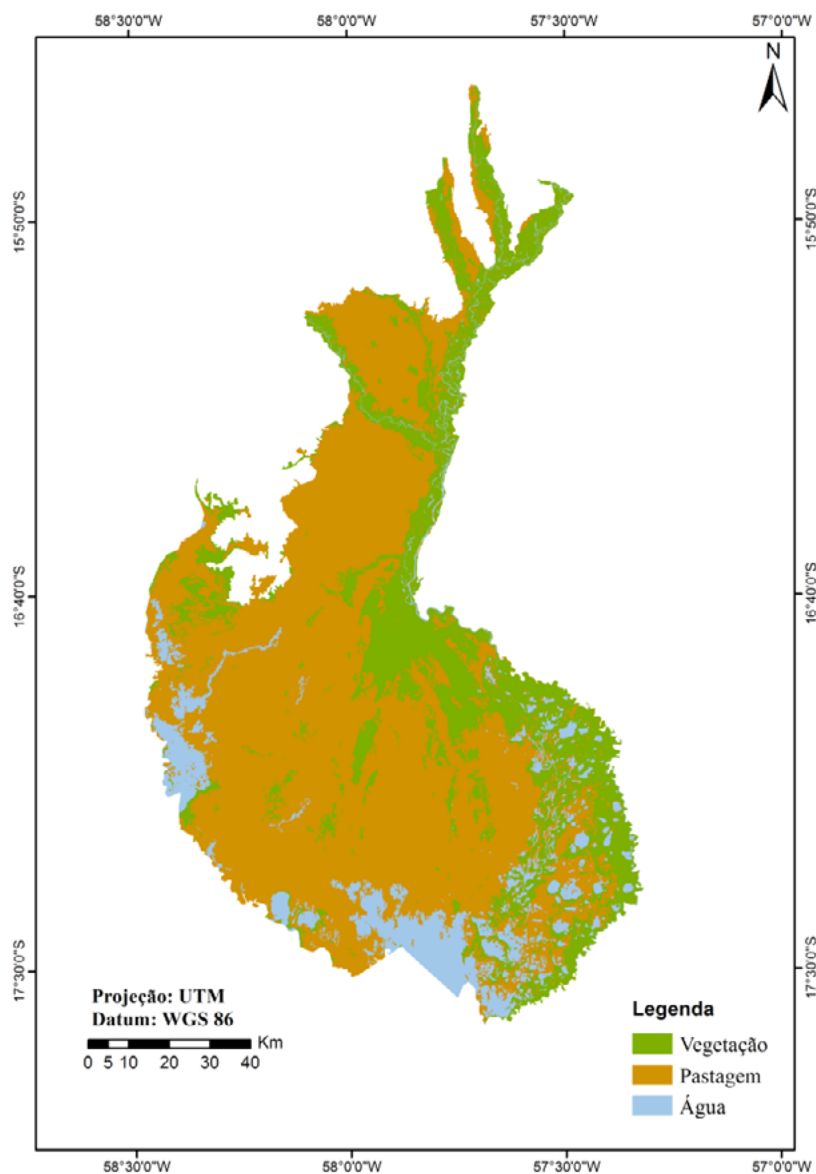 58°30'0"W 58°0'0"W 57°30'0"W 57°0'0"W
N
15°50'0"S 15°50'0"S
16°40'0"S 16°40'0"S
17°30'0"S 17°30'0"S
Projeção: UTM
Datum: WGS 86
0 5 10 20 30 40 Km
Legenda
Vegetação
Pastagem
Água
58°30'0"W 58°0'0"W 57°30'0"W 57°0'0"W